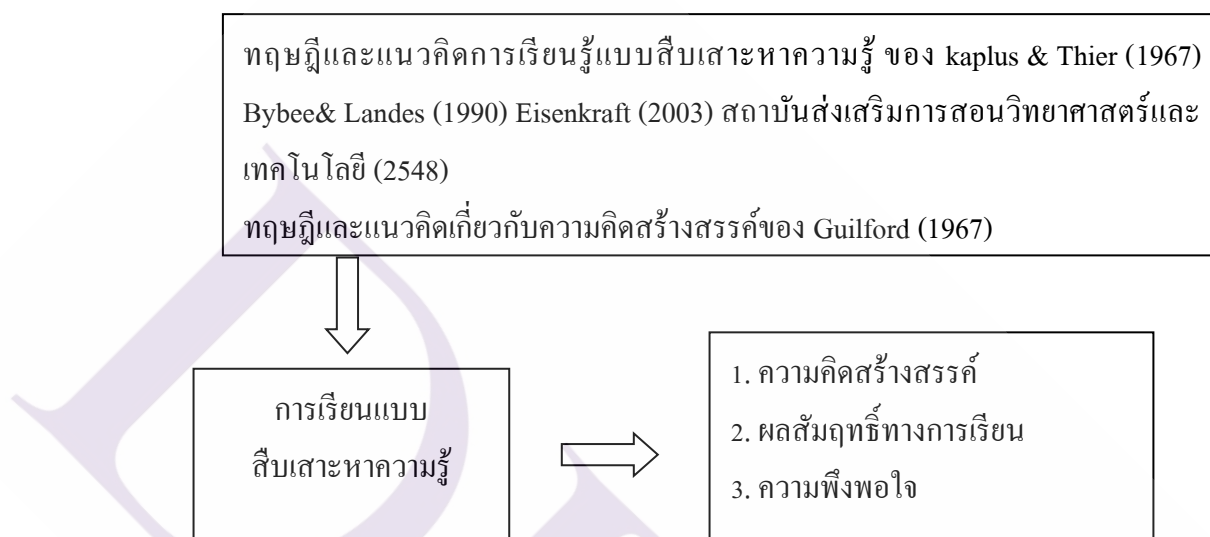 ทฤษฎีและแนวคิดการเรียนรู้แบบสืบเสาะหาความรู้ ของ kaplus & Thier (1967)
Bybee& Landes (1990) Eisenkraft (2003) สถาบันส่งเสริมการสอนวิทยาศาสตร์และ
เทคโนโลยี (2548)
ทฤษฎีและแนวคิดเกี่ยวกับความคิดสร้างสรรค์ของ Guilford (1967)
การเรียนแบบ
สืบเสาะหาความรู้
1. ความคิดสร้างสรรค์
2. ผลสัมฤทธิ์ทางการเรียน
3. ความพึงพอใจ